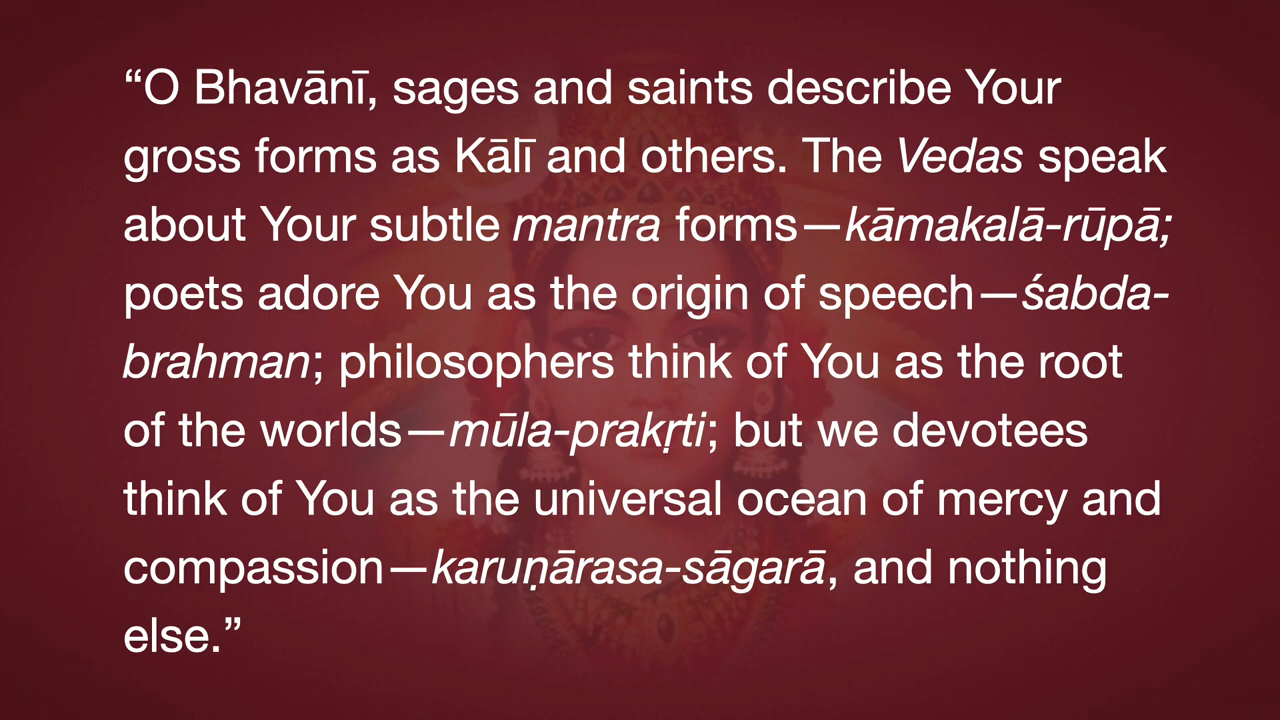 “O Bhavānī, sages and saints describe Your
gross forms as Kālī and others. The Vedas speak
about Your subtle mantra forms—kāmakalā-rūpā;
poets adore You as the origin of speech—śabda-
brahman; philosophers think of You as the root
of the worlds—mūla-prakṛti; but we devotees
think of You as the universal ocean of mercy and
compassion—karuṇārasa-sāgarā, and nothing
else.”